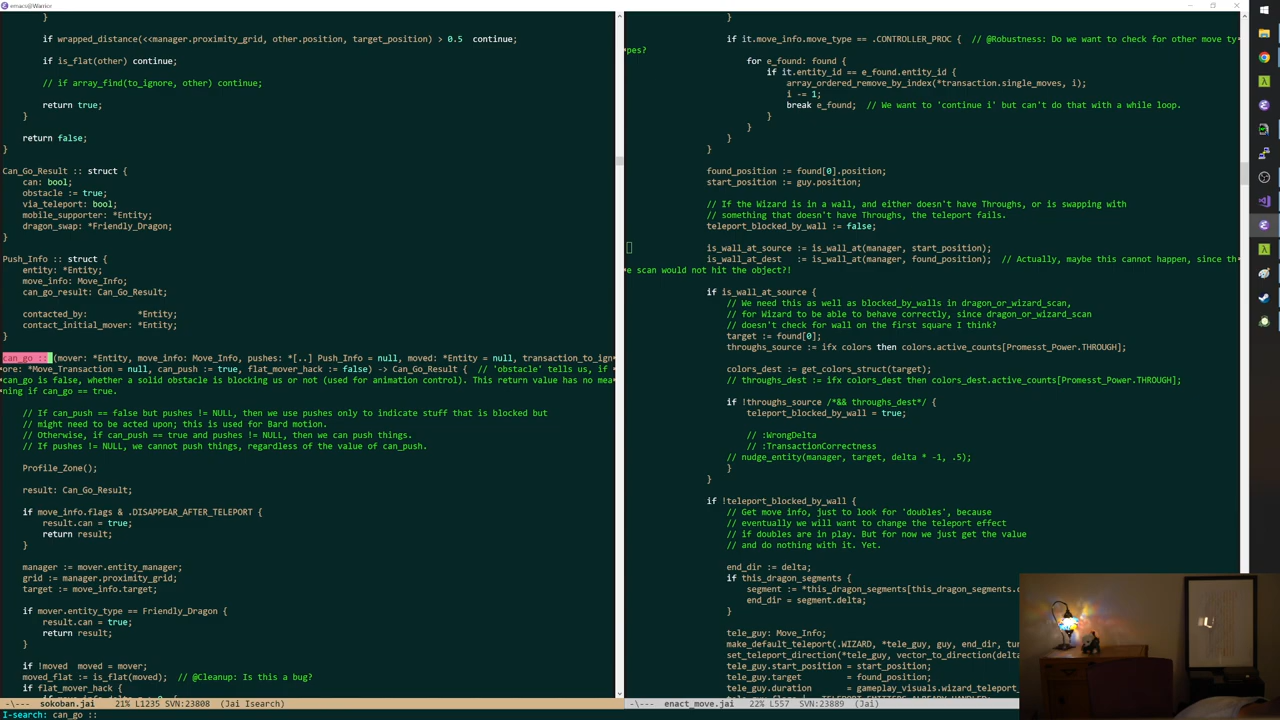 emacs@Warrior
}
if wrapped_distance(<<manager.proximity_grid, other.position, target_position) > 0.5  continue;
if is_flat(other) continue;
// if array_find(to_ignore, other) continue;
return true;
}
return false;
}
Can_Go_Result :: struct {
can: bool;
obstacle := true;
via_teleport: bool;
mobile_supporter: *Entity;
dragon_swap: *Friendly_Dragon;
}
Push_Info :: struct {
entity: *Entity;
move_info: Move_Info;
can_go_result: Can_Go_Result;
contacted_by:          *Entity;
contact_initial_mover: *Entity;
}
can_go :: (mover: *Entity, move_info: Move_Info, pushes: *[..] Push_Info = null, moved: *Entity = null, transaction_to_ign
ore: *Move_Transaction = null, can_push := true, flat_mover_hack := false) -> Can_Go_Result {  // 'obstacle' tells us, if
can_go is false, whether a solid obstacle is blocking us or not (used for animation control). This return value has no mea
ning if can_go == true.
// If can_push == false but pushes != NULL, then we use pushes only to indicate stuff that is blocked but
// might need to be acted upon; this is used for Bard motion.
// Otherwise, if can_push == true and pushes != NULL, then we can push things.
// If pushes != NULL, we cannot push things, regardless of the value of can_push.
Profile_Zone();
result: Can_Go_Result;
if move_info.flags & .DISAPPEAR_AFTER_TELEPORT {
result.can = true;
return result;
}
manager := mover.entity_manager;
grid := manager.proximity_grid;
target := move_info.target;
if mover.entity_type == Friendly_Dragon {
result.can = true;
return result;
}
if !moved  moved = mover;
moved_flat := is_flat(moved);  // @Cleanup: Is this a bug?
if flat_mover_hack {
-\---  sokoban.jai    21% L1235 SVN:23808  (Jai Isearch)
I-search: can_go ::
}
if it.move_info.move_type == .CONTROLLER_PROC {  // @Robustness: Do we want to check for other move ty
pes?
for e_found: found {
if it.entity_id == e_found.entity_id {
array_ordered_remove_by_index(*transaction.single_moves, i);
i -= 1;
break e_found;  // We want to 'continue i' but can't do that with a while loop.
}
}
}
}
found_position := found[0].position;
start_position := guy.position;
// If the Wizard is in a wall, and either doesn't have Throughs, or is swapping with
// something that doesn't have Throughs, the teleport fails.
teleport_blocked_by_wall := false;
is_wall_at_source := is_wall_at(manager, start_position);
is_wall_at_dest   := is_wall_at(manager, found_position);  // Actually, maybe this cannot happen, since th
e scan would not hit the object?!
if is_wall_at_source {
// We need this as well as blocked_by_walls in dragon_or_wizard_scan,
// for Wizard to be able to behave correctly, since dragon_or_wizard_scan
// doesn't check for wall on the first square I think?
target := found[0];
throughs_source := ifx colors then colors.active_counts[Promesst_Power.THROUGH];
colors_dest := get_colors_struct(target);
// throughs_dest := ifx colors_dest then colors_dest.active_counts[Promesst_Power.THROUGH];
if !throughs_source /*&& throughs_dest*/ {
teleport_blocked_by_wall = true;
// :WrongDelta
// :TransactionCorrectness
// nudge_entity(manager, target, delta * -1, .5);
}
}
if !teleport_blocked_by_wall {
// Get move info, just to look for 'doubles', because
// eventually we will want to change the teleport effect
// if doubles are in play. But for now we just get the value
// and do nothing with it. Yet.
end_dir := delta;
if this_dragon_segments {
segment := *this_dragon_segments[this_dragon_segments.
end_dir = segment.delta;
}
tele_guy: Move_Info;
make_default_teleport(.WIZARD, *tele_guy, guy, end_dir, tur
set_teleport_direction(*tele_guy, vector_to_direction(delta
tele_guy.start_position = start_position;
tele_guy.target         = found_position;
tele_guy.duration       = gameplay_visuals.wizard_teleport_
-\---  enact_move.jai    22% L557  SVN:23889  (Jai)